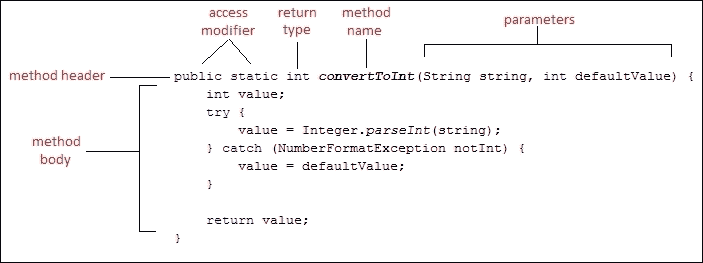 access modifier
return type
method name
parameters
method header
public static int convertToInt(String string, int defaultValue) {
int value;
try {
value = Integer.parseInt(string);
} catch (NumberFormatException notInt) {
value = defaultValue;
}
return value;
}
method body